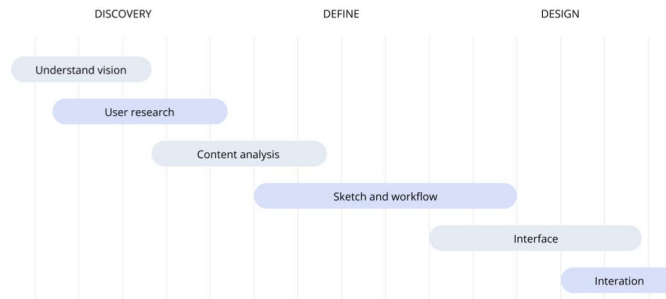 DISCOVERY
DEFINE
DESIGN
Understand vision
User research
Content analysis
Sketch and workflow
Interface
Interation